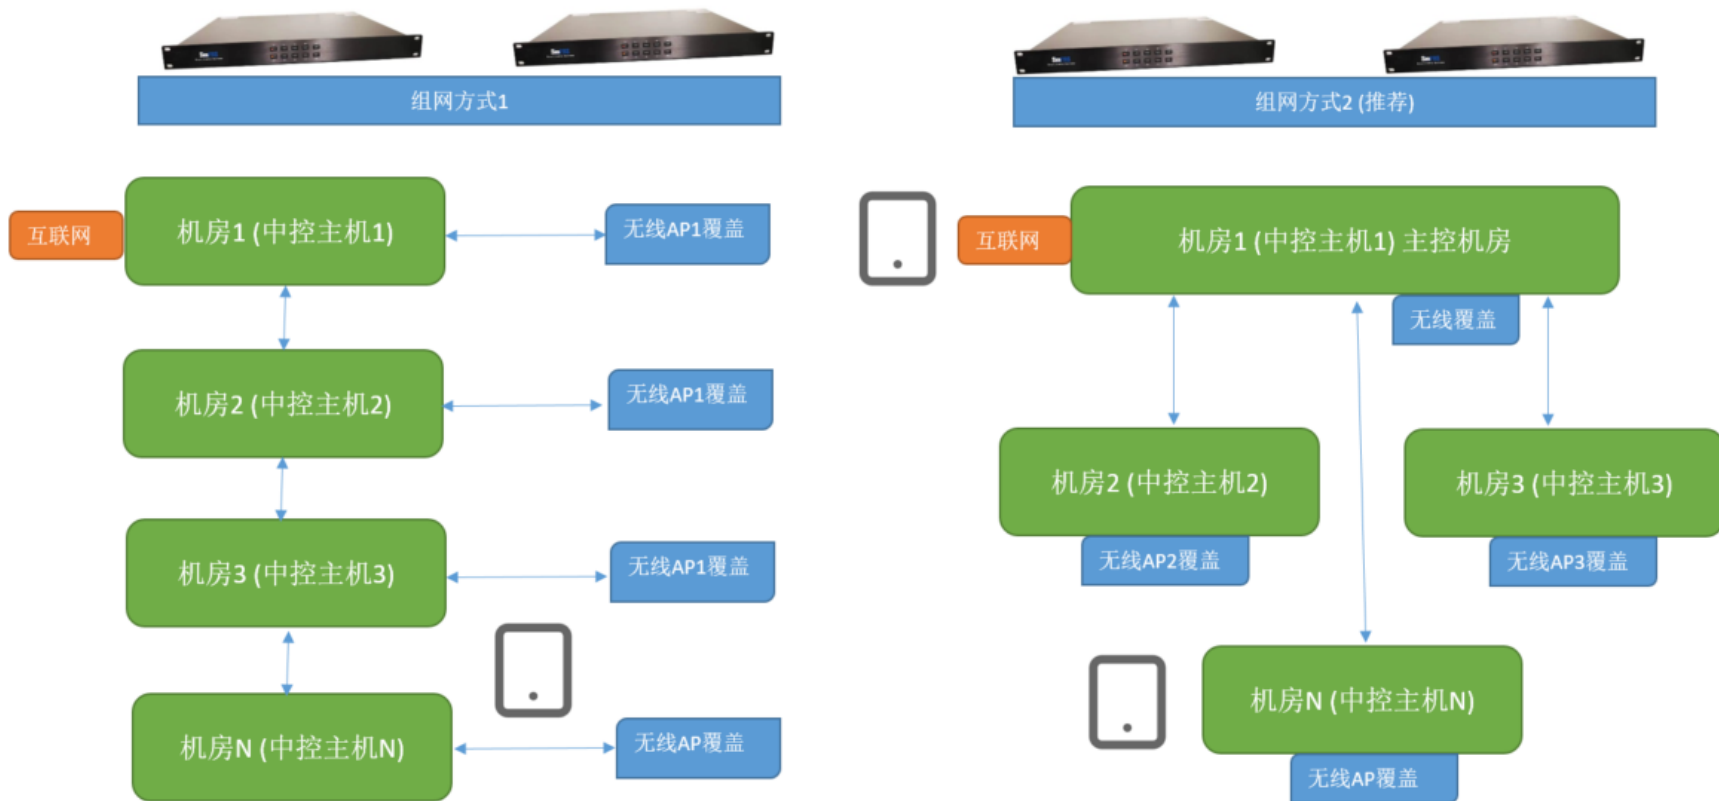 组网方式1
互联网
机房1 (中控主机1)
无线AP1覆盖
机房2 (中控主机2)
无线AP1覆盖
机房3 (中控主机3)
无线AP1覆盖
机房N (中控主机N)
无线AP覆盖
组网方式2 (推荐)
互联网
机房1 (中控主机1) 主控机房
无线覆盖
机房2 (中控主机2)
无线AP2覆盖
机房3 (中控主机3)
无线AP3覆盖
机房N (中控主机N)
无线AP覆盖